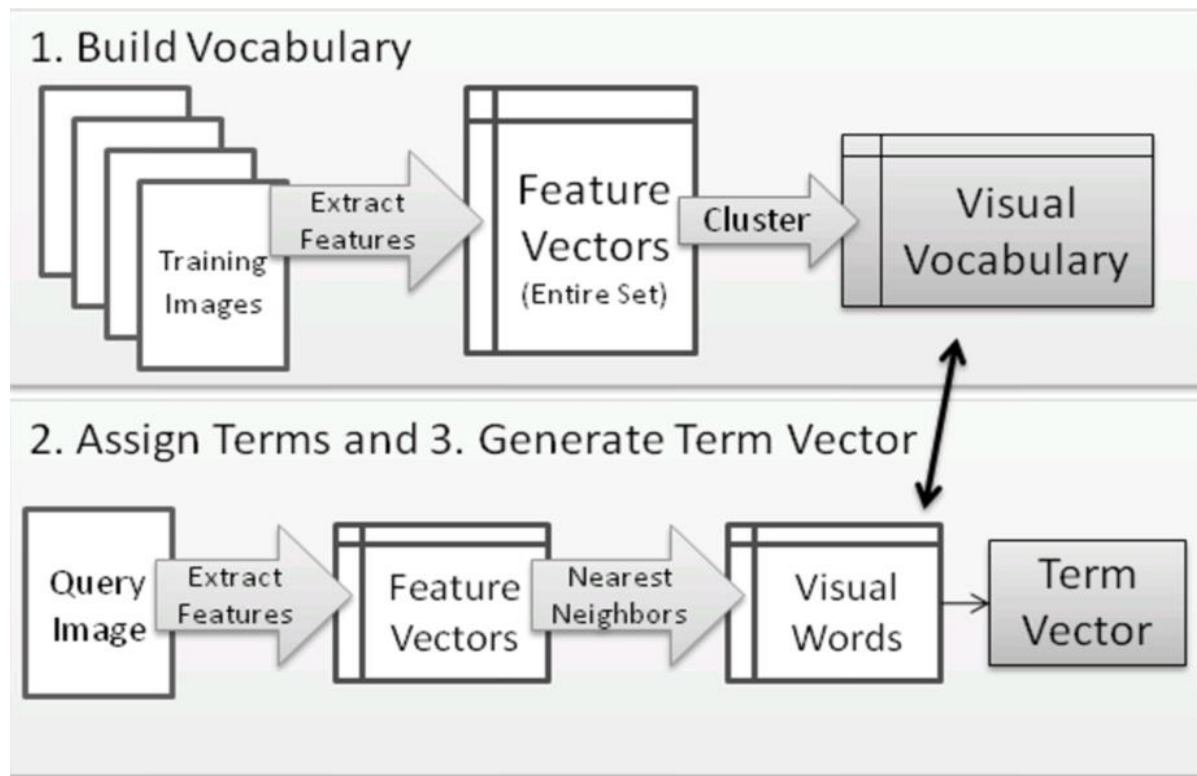 1. Build Vocabulary
Training
Images
Extract
Features
Feature
Vectors
(Entire Set)
Cluster
Visual
Vocabulary
2. Assign Terms and 3. Generate Term Vector
Query
Image
Extract
Features
Feature
Vectors
Nearest
Neighbors
Visual
Words
Term
Vector